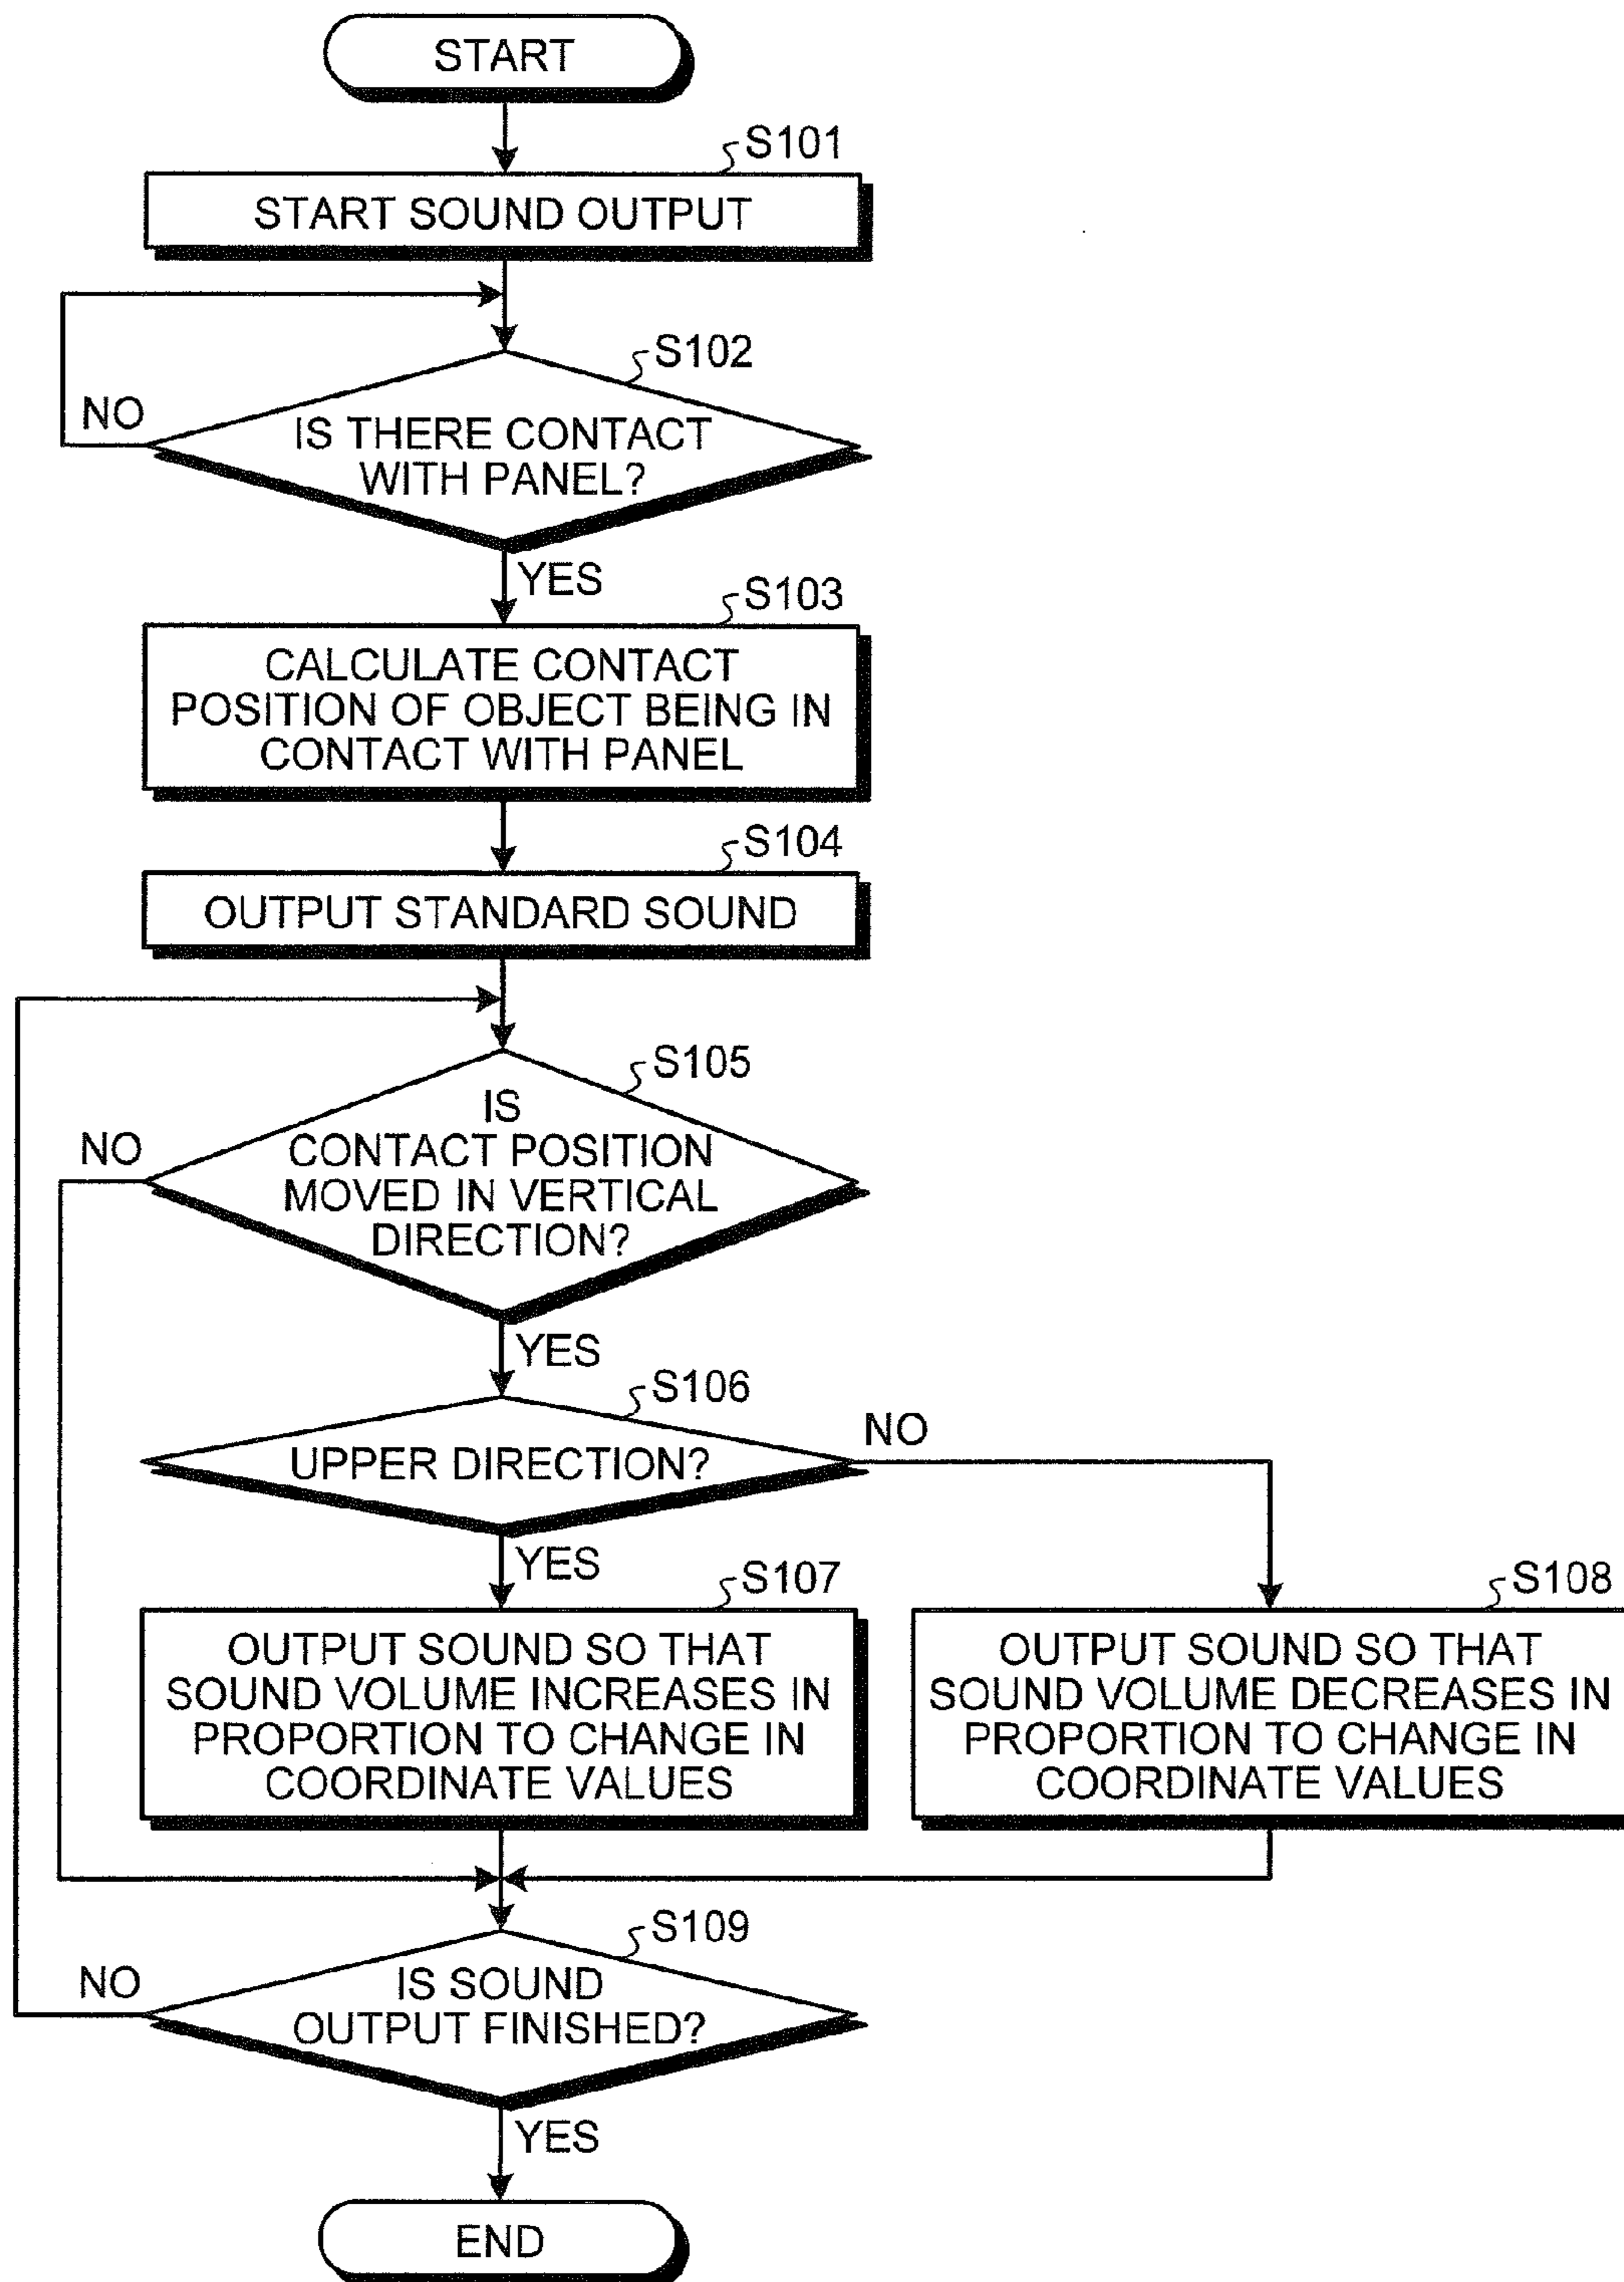 START
S101
START SOUND OUTPUT
S102
NO
IS THERE CONTACT
WITH PANEL?
YES
S103
CALCULATE CONTACT
POSITION OF OBJECT BEING IN
CONTACT WITH PANEL
S104
OUTPUT STANDARD SOUND
S105
NO
IS
CONTACT POSITION
MOVED IN VERTICAL
DIRECTION?
YES
S106
NO
UPPER DIRECTION?
YES
S107
OUTPUT SOUND SO THAT
SOUND VOLUME INCREASES IN
PROPORTION TO CHANGE IN
COORDINATE VALUES
S108
OUTPUT SOUND SO THAT
SOUND VOLUME DECREASES IN
PROPORTION TO CHANGE IN
COORDINATE VALUES
S109
NO
IS SOUND
OUTPUT FINISHED?
YES
END